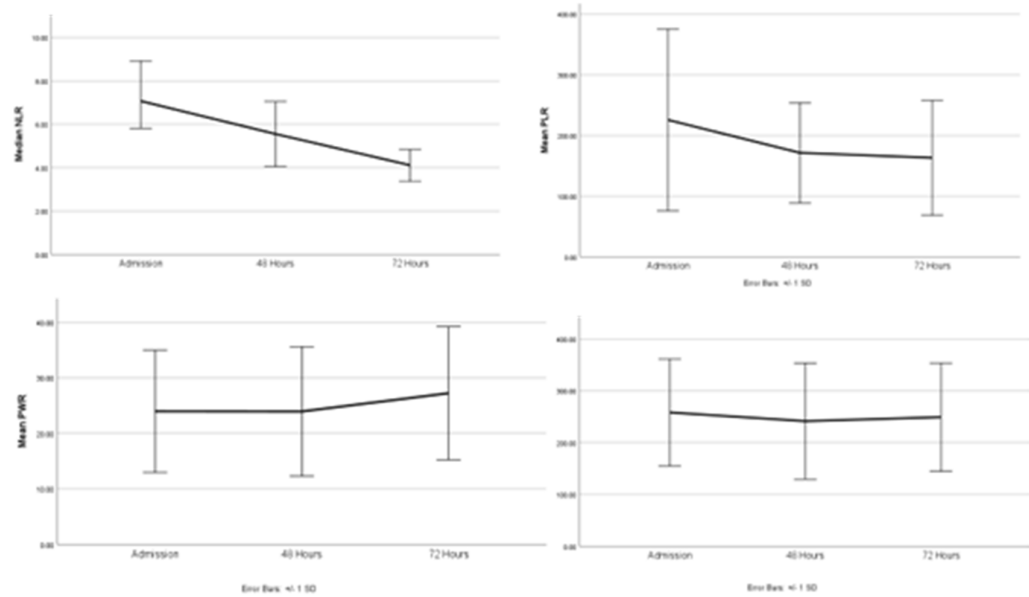 Median NLR
10.00
8.00
6.00
4.00
2.00
0.00
Admission
48 Hours
72 Hours
Mean PLR
400.00
300.00
200.00
100.00
0.00
Admission
48 Hours
72 Hours
Error Bars: +/- 1 SD
Mean PWR
40.00
30.00
20.00
10.00
0.00
Admission
48 Hours
72 Hours
Error Bars: +/- 1 SD
400.00
300.00
200.00
100.00
0.00
Admission
48 Hours
72 Hours
Error Bars: +/- 1 SD